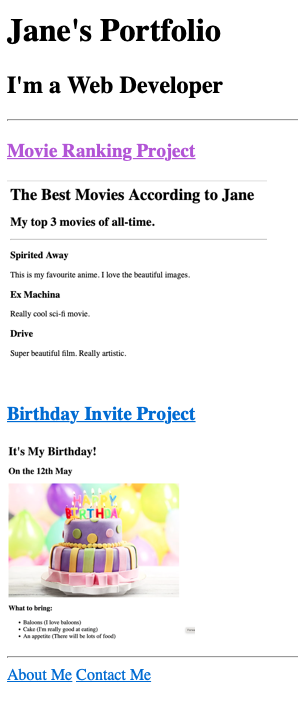 Jane's Portfolio
I'm a Web Developer
Movie Ranking Project
The Best Movies According to Jane
My top 3 movies of all-time.
Spirited Away
This is my favourite anime. I love the beautiful images.
Ex Machina
Really cool sci-fi movie.
Drive
Super beautiful film. Really artistic.
Birthday Invite Project
It's My Birthday!
On the 12th May
HAPPY
BIRTHDAY
What to bring:
Baloons (I love baloons)
Cake (I'm really good at eating)
An appetite (There will be lots of food)
About Me Contact Me